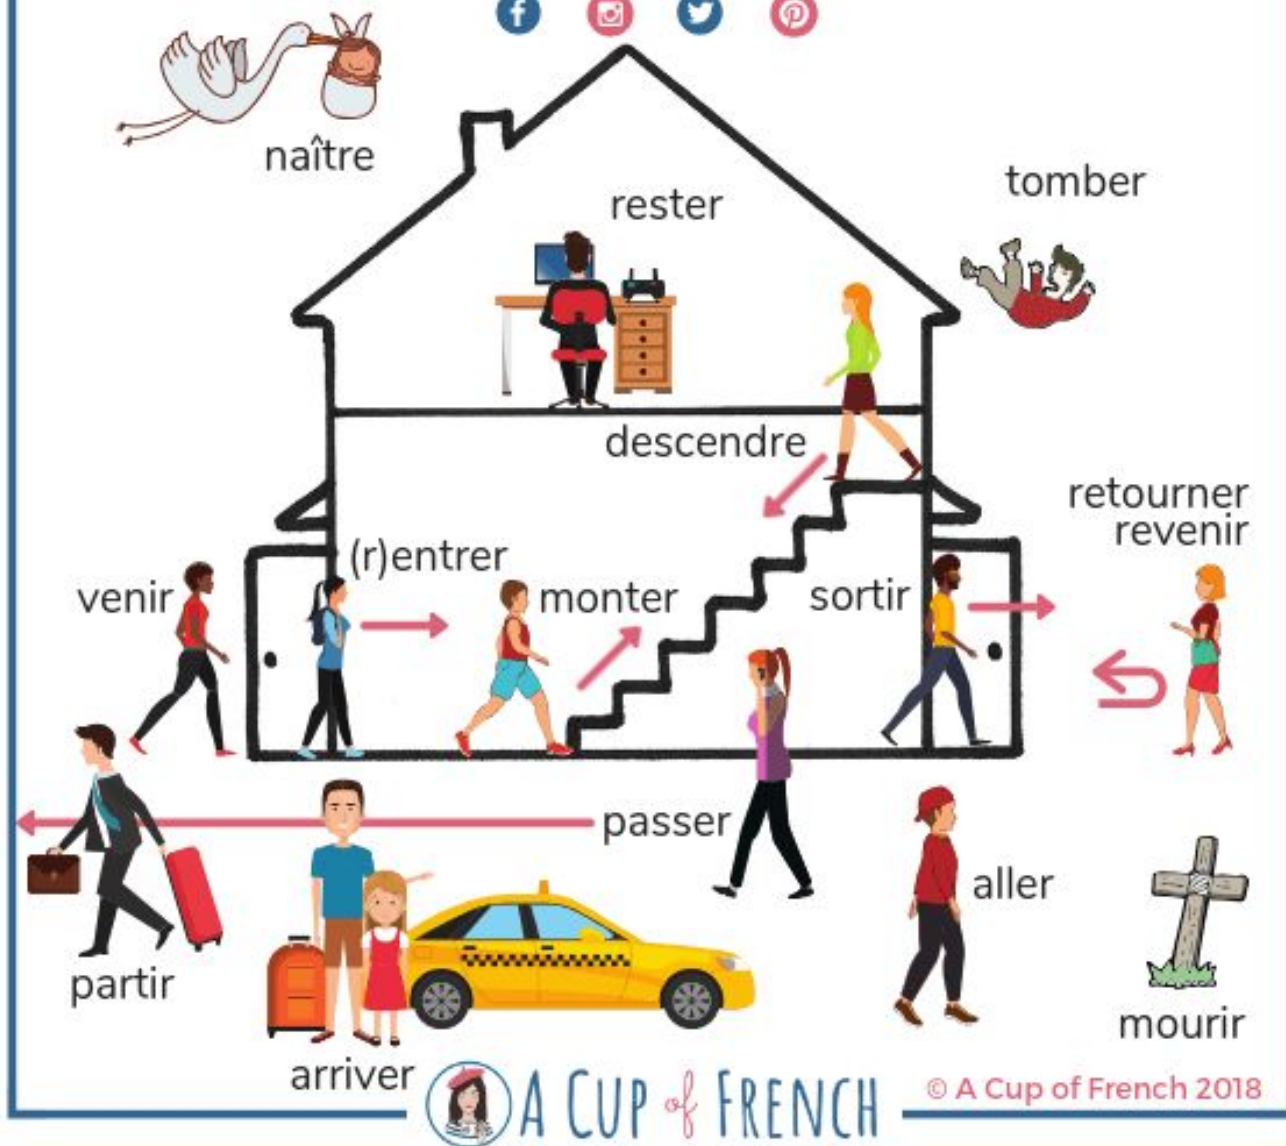 naître
rester
tomber
descendre
retourner
revenir
(r)entrer
venir
monter
sortir
passer
aller
partir
mourir
arriver
A CUP of FRENCH
© A Cup of French 2018